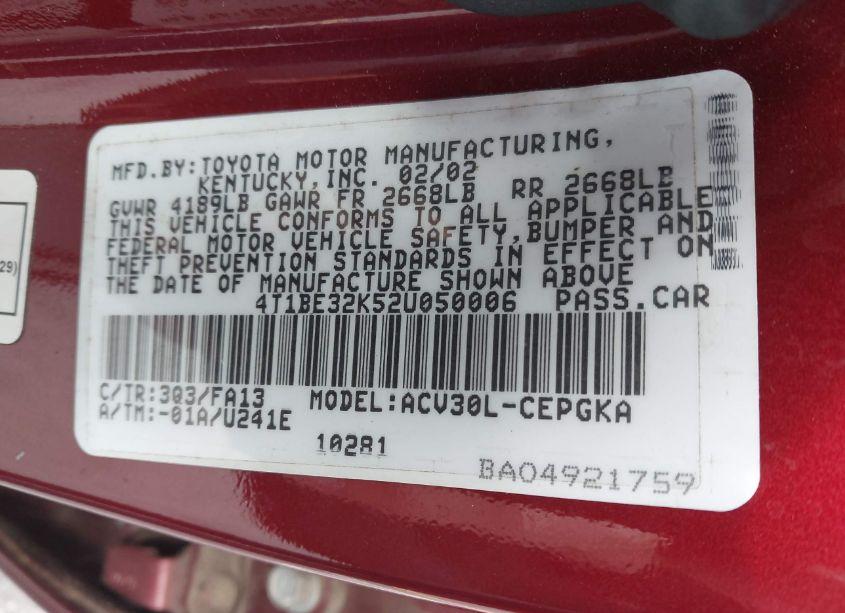 MFD.BY:TOYOTA MOTOR MANUFACTURING,
KENTUCKY,INC. 02/02
GVWR 4189LB GAWR FR 2668LB RR 2668LB
THIS VEHICLE CONFORMS TO ALL APPLICABLE
FEDERAL MOTOR VEHICLE SAFETY,BUMPER AND
THEFT PREVENTION STANDARDS IN EFFECT ON
THE DATE OF MANUFACTURE SHOWN ABOVE
4T1BE32K52U050006 PASS.CAR
C/TR:303/FA13 MODEL:ACV30L-CEPGKA
A/TM:-01A/U241E
10281
BA04921759
29)